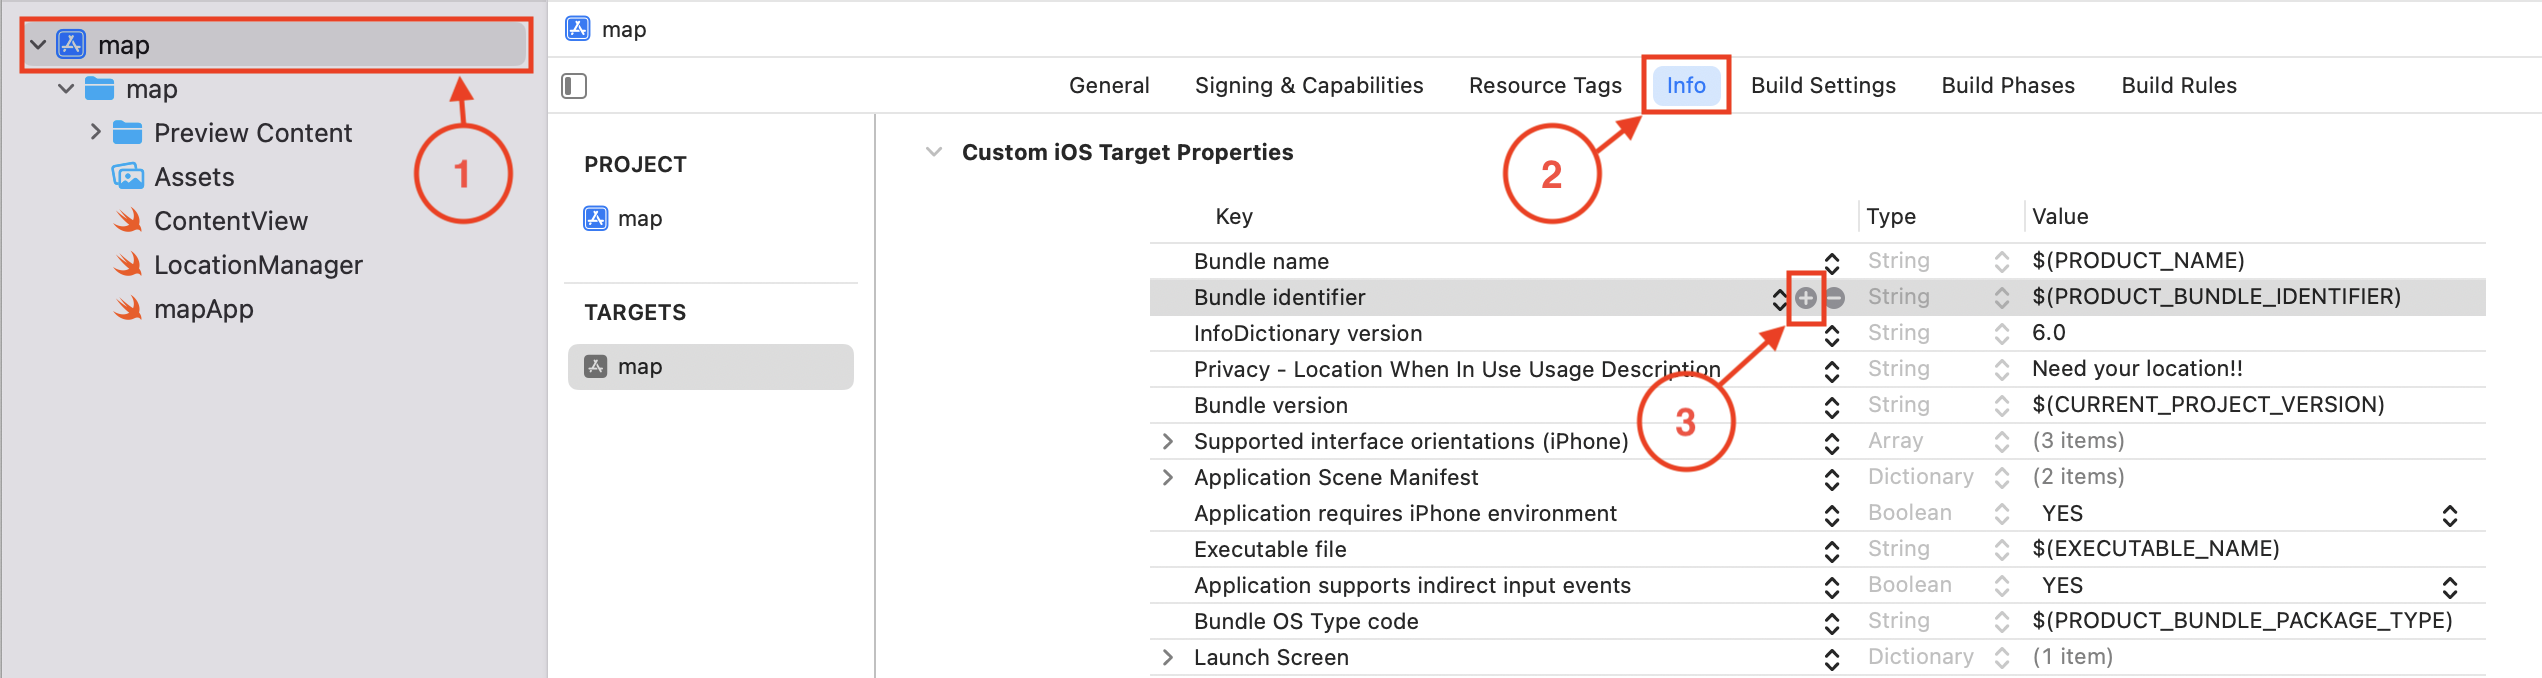 map
map
Preview Content
Assets
ContentView
LocationManager
mapApp
1
map
General Signing & Capabilities Resource Tags Info Build Settings Build Phases Build Rules
2
PROJECT
map
TARGETS
map
Custom iOS Target Properties
Key Type Value
Bundle name String $(PRODUCT_NAME)
Bundle identifier String $(PRODUCT_BUNDLE_IDENTIFIER)
InfoDictionary version String 6.0
Privacy - Location When In Use Usage Description String Need your location!!
Bundle version String $(CURRENT_PROJECT_VERSION)
3
Supported interface orientations (iPhone) Array (3 items)
Application Scene Manifest Dictionary (2 items)
Application requires iPhone environment Boolean YES
Executable file String $(EXECUTABLE_NAME)
Application supports indirect input events Boolean YES
Bundle OS Type code String $(PRODUCT_BUNDLE_PACKAGE_TYPE)
Launch Screen Dictionary (1 item)